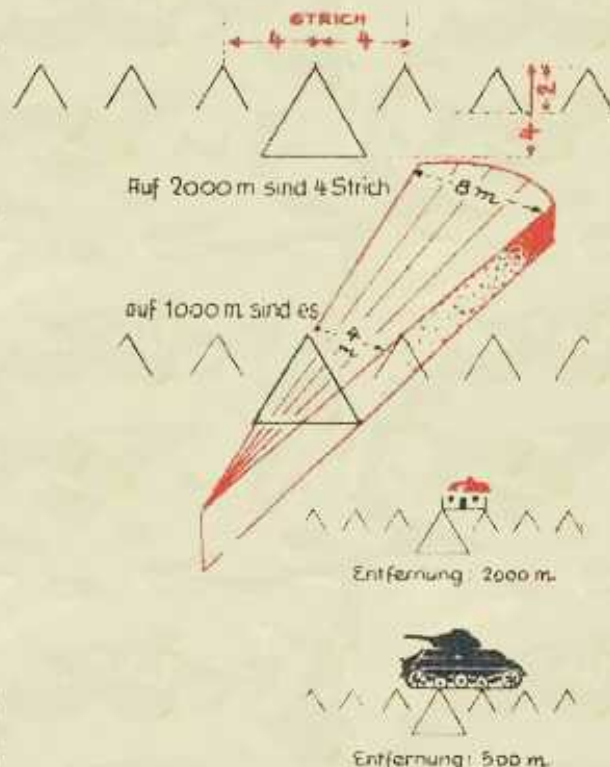 STRICH
4 4
2
4
Auf 2000 m sind 4 Strich
8 m
auf 1000 m sind es
4
m
Entfernung: 2000 m.
Entfernung: 500 m.